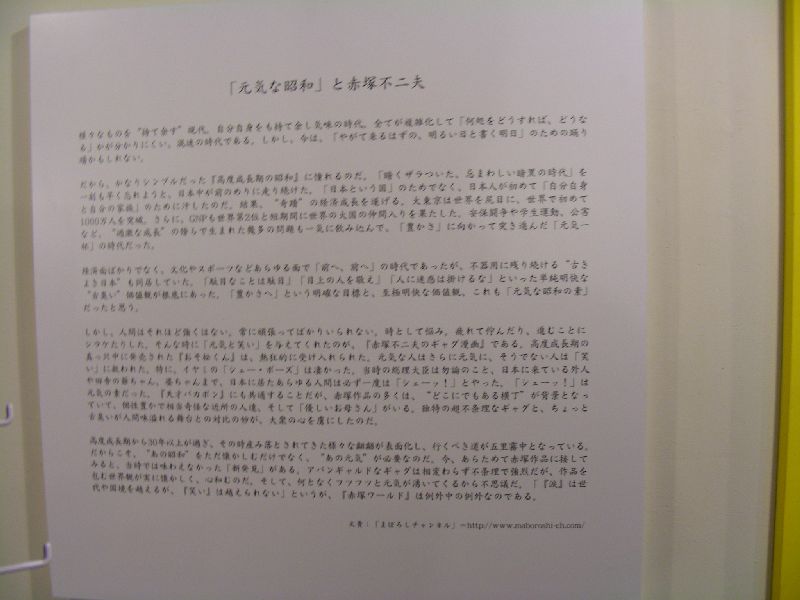 「元気な昭和」と赤塚不二夫
様々なものを“持て余す”現代。自分自身をも持て余し気味の時代。全てが複雑化して「何処をどうすれば、どうな
る」かが分かりにくい。混迷の時代である。しかし、今は、「やがて来るはずの、明るい日と書く明日」のための踊り
場かもしれない。
だから、かなりシンプルだった『高度成長期の昭和』に憧れるのだ。「暗くザラついた、忌まわしい暗黒の時代」を
一刻も早く忘れようと、日本中が前のめりに走り続けた。「日本という国」のためでなく、日本人が初めて「自分自身
と自分の家族」のために汗したのだ。結果、“奇蹟”の経済成長を遂げる。大東京は世界を尻目に、世界で初めて
1000万人を突破。さらに、GNPも世界第2位と短期間に世界の大国の仲間入りを果たした。安保闘争や学生運動、公害
など、“過激な成長”の傍らで生まれた幾多の問題も一気に飲み込んで、「豊かさ」に向かって突き進んだ「元気一
杯」の時代だった。
経済面ばかりでなく、文化やスポーツなどあらゆる面で「前へ、前へ」の時代であったが、不器用に残り続ける“古き
よき日本”も同居していた。「駄目なことは駄目」「目上の人を敬え」「人に迷惑は掛けるな」といった単純明快な
“古臭い”価値観が根底にあった。「豊かさへ」という明確な目標と、至極明快な価値観。これも「元気な昭和の素」
だったと思う。
しかし、人間はそれほど強くはない。常に頑張ってばかりいられない。時として悩み、疲れて佇んだり、進むことに
シラケたりした。そんな時に「元気と笑い」を与えてくれたのが、『赤塚不二夫のギャグ漫画』である。高度成長期の
真っ只中に発売された『おそ松くん』は、熱狂的に受け入れられた。元気な人はさらに元気に、そうでない人は「笑
い」に救われた。特に、イヤミの「シェー・ポーズ」は凄かった。当時の総理大臣は勿論のこと、日本に来ている外人
や田舎の爺ちゃん、婆ちゃんまで、日本に居たあらゆる人間は必ず一度は「シェーッ！」とやった。「シェーッ！」は
元気の素だった。『天才バカボン』にも共通することだが、赤塚作品の多くは、“どこにでもある横丁”が背景となっ
ていて、個性豊かで相当奇怪な近所の人達、そして「優しいお母さん」がいる。独特の超不条理なギャグと、ちょっと
古臭いが人間味溢れる舞台との対比の妙が、大衆の心を虜にしたのだ。
高度成長期から30年以上が過ぎ、その時産み落とされてきた様々な齟齬が表面化し、行くべき道が五里霧中となっている。
だからこそ、“あの昭和”をただ懐かしむだけでなく、“あの元気”が必要なのだ。今、あらためて赤塚作品に接して
みると、当時では味わえなかった「新発見」がある。アバンギャルドなギャグは相変わらず不条理で強烈だが、作品を
包む世界観が実に懐かしく、心和むのだ。そして、何となくフツフツと元気が湧いてくるから不思議だ。「『涙』は世
代や国境を越えるが、『笑い』は越えられない」というが、『赤塚ワールド』は例外中の例外なのである。
文責：「まぼろしチャンネル」＝http://www.maboroshi-ch.com/